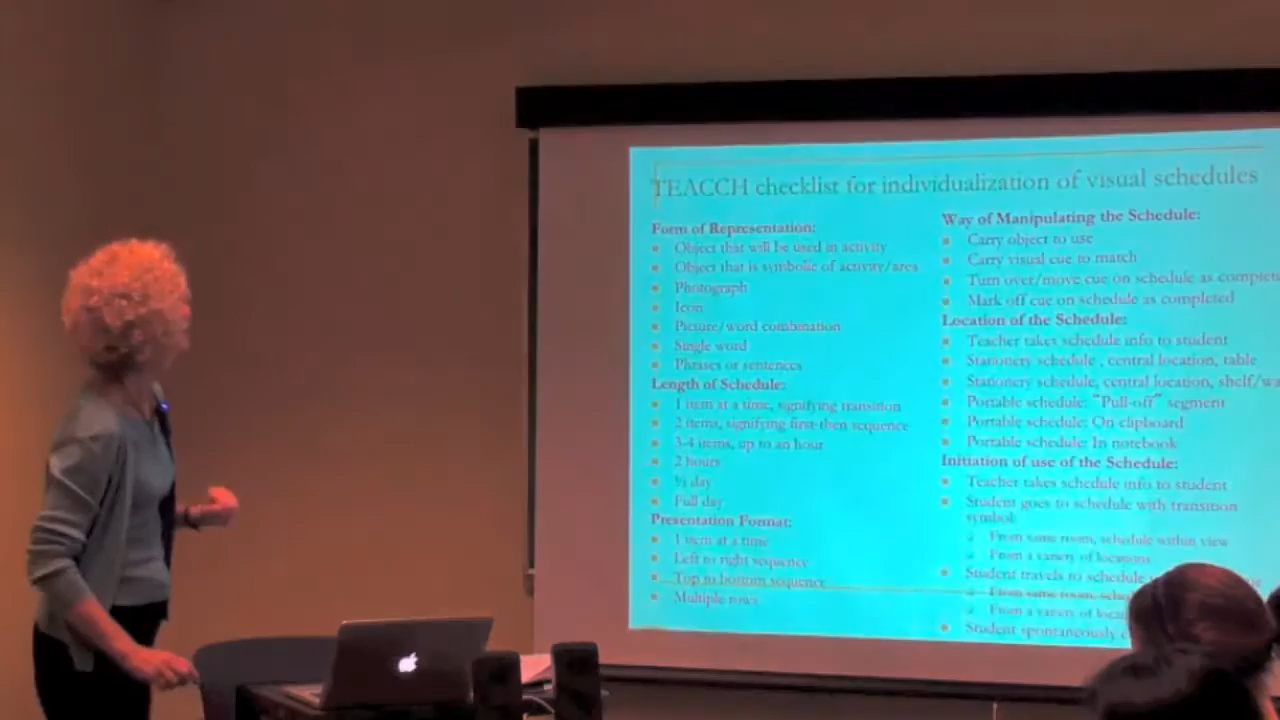 TEACCH checklist for individualization of visual schedules
Form of Representation:
Object that will be used in activity
Object that is symbolic of activity/area
Photograph
Icon
Picture/word combination
Single word
Phrases or sentences
Length of Schedule:
1 item at a time, signifying transition
2 items, signifying first-then sequence
3-4 items, up to an hour
2 hours
½ day
Full day
Presentation Format:
1 item at a time
Left to right sequence
Top to bottom sequence
Multiple rows
Way of Manipulating the Schedule:
Carry object to use
Carry visual cue to match
Turn over/move cue on schedule as
Mark off cue on schedule as completed
Location of the Schedule:
Teacher takes schedule info to student
Stationery schedule , central location, table
Stationery schedule, central location, shelf/
Portable schedule: "Pull-off" segment
Portable schedule: On clipboard
Portable schedule: In notebook
Initiation of use of the Schedule:
Teacher takes schedule info to student
Student goes to schedule with transition
symbol:
From same room, schedule within view
From a variety of locations
Student travels to schedule
From same room,
From a variety of
Student spontaneously